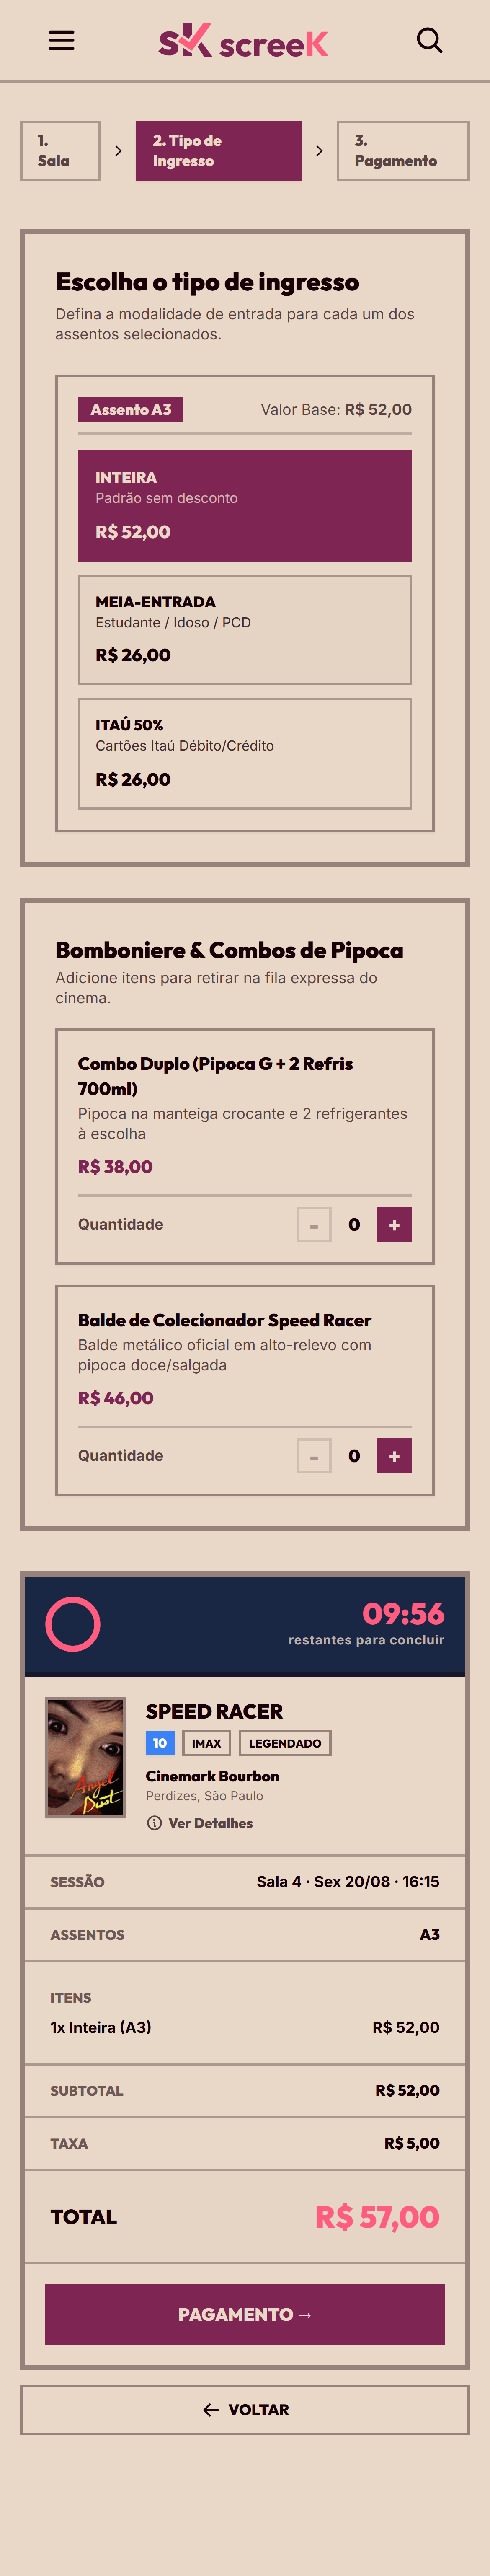 sK screeK
1.
Sala
2. Tipo de
Ingresso
3.
Pagamento
Escolha o tipo de ingresso
Defina a modalidade de entrada para cada um dos
assentos selecionados.
Assento A3
Valor Base: R$ 52,00
INTEIRA
Padrão sem desconto
R$ 52,00
MEIA-ENTRADA
Estudante / Idoso / PCD
R$ 26,00
ITAÚ 50%
Cartões Itaú Débito/Crédito
R$ 26,00
Bomboniere & Combos de Pipoca
Adicione itens para retirar na fila expressa do
cinema.
Combo Duplo (Pipoca G + 2 Refris
700ml)
Pipoca na manteiga crocante e 2 refrigerantes
à escolha
R$ 38,00
Quantidade
- 0 +
Balde de Colecionador Speed Racer
Balde metálico oficial em alto-relevo com
pipoca doce/salgada
R$ 46,00
Quantidade
- 0 +
09:56
restantes para concluir
Angel
Dust
SPEED RACER
10 IMAX LEGENDADO
Cinemark Bourbon
Perdizes, São Paulo
Ver Detalhes
SESSÃO
Sala 4 · Sex 20/08 · 16:15
ASSENTOS
A3
ITENS
1x Inteira (A3)
R$ 52,00
SUBTOTAL
R$ 52,00
TAXA
R$ 5,00
TOTAL
R$ 57,00
PAGAMENTO →
← VOLTAR